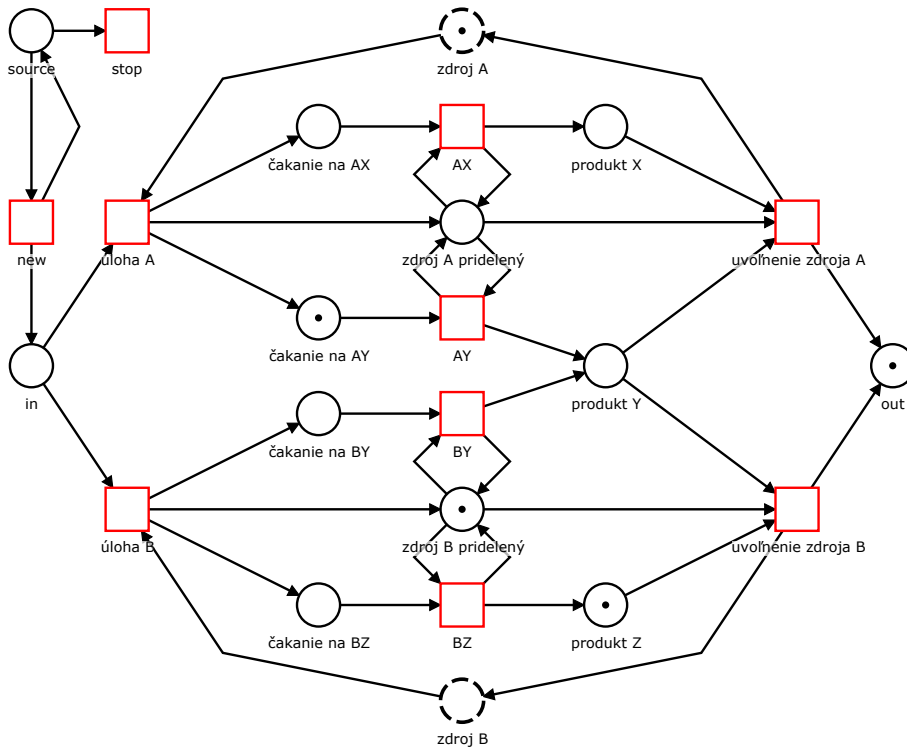 source
stop
zdroj A
čakanie na AX
AX
produkt X
new
úloha A
zdroj A pridelený
uvoľnenie zdroja A
čakanie na AY
AY
in
produkt Y
out
čakanie na BY
BY
úloha B
zdroj B pridelený
uvoľnenie zdroja B
čakanie na BZ
BZ
produkt Z
zdroj B